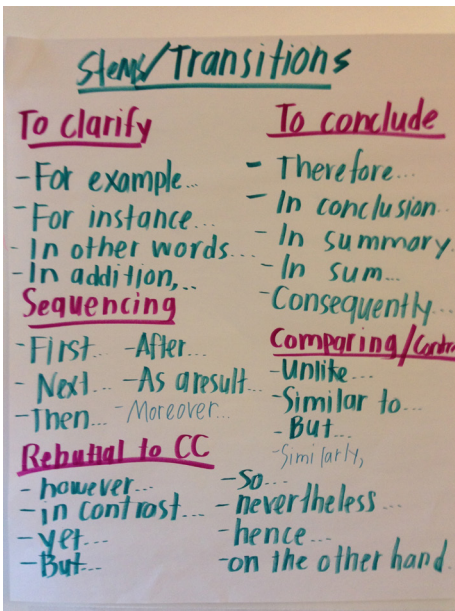 Stems/Transitions
To clarify
-For example...
-For instance...
-In other words...
-In addition,...
To conclude
-Therefore...
-In conclusion..
-In summary.
-In sum...
-Consequently...
Sequencing
-First...
-Next...
-Then...
-After...
-As a result...
-Moreover...
Comparing/Contra
-Unlike...
-Similar to...
-But...
-Similarly,
Rebuttal to CC
-however...
-in contrast...
-yet...
-But...
-So...
-nevertheless...
-hence...
-on the other hand.